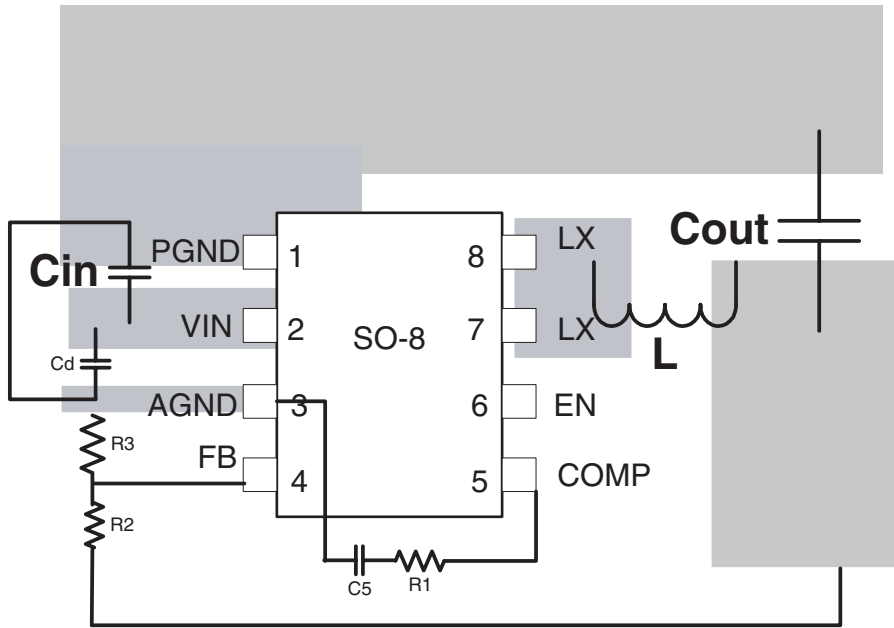 PGND 1 8 LX
Cin
Cout
VIN 2 7 LX
SO-8
L
Cd
AGND 3 6 EN
R3
FB 4 5 COMP
R2
C5 R1